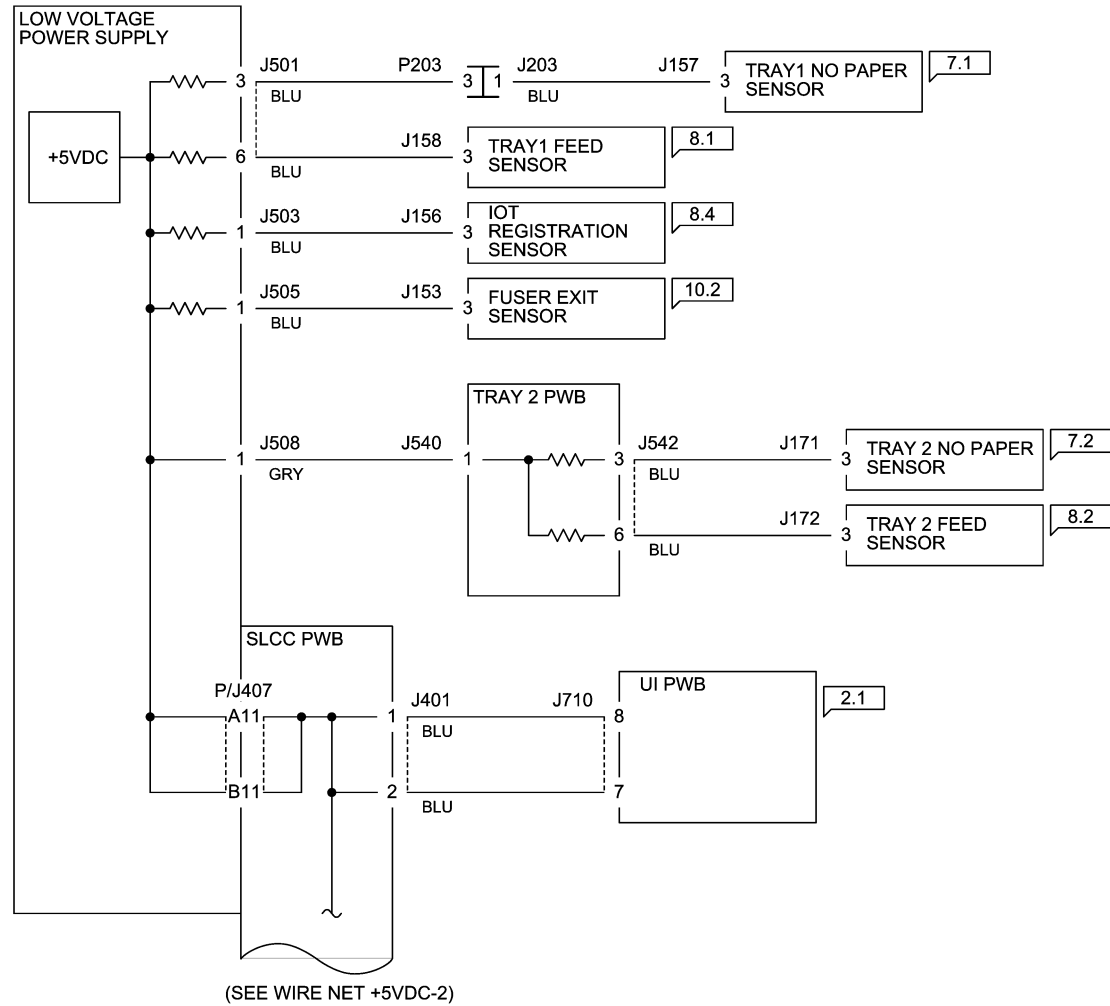 LOW VOLTAGE
POWER SUPPLY
+5VDC
3 J501 P203 3 1 J203 J157 3 TRAY1 NO PAPER
SENSOR
7.1
BLU BLU
6 J158 3 TRAY1 FEED
SENSOR
8.1
BLU
1 J503 J156 3 IOT
REGISTRATION
SENSOR
8.4
BLU
1 J505 J153 3 FUSER EXIT
SENSOR
10.2
BLU
TRAY 2 PWB
1 J508 J540 1 3 J542 J171 3 TRAY 2 NO PAPER
SENSOR
7.2
GRY BLU
6 J172 3 TRAY 2 FEED
SENSOR
8.2
BLU
SLCC PWB
P/J407
A11 1 J401 J710 8 UI PWB
2.1
BLU
B11 2 7
BLU
(SEE WIRE NET +5VDC-2)